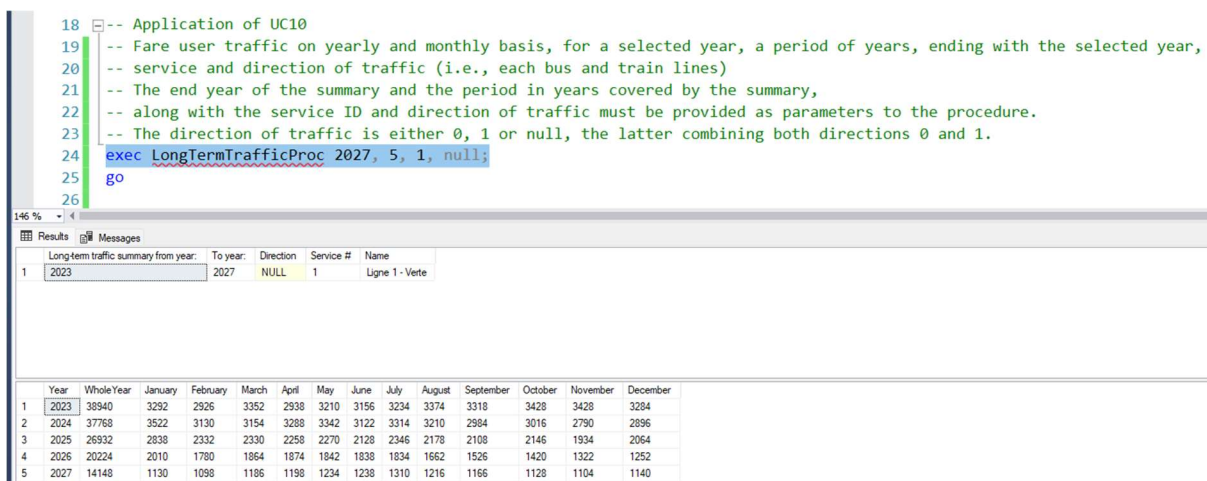 18 -- Application of UC10
19 -- Fare user traffic on yearly and monthly basis, for a selected year, a period of years, ending with the selected year,
20 -- service and direction of traffic (i.e., each bus and train lines)
21 -- The end year of the summary and the period in years covered by the summary,
22 -- along with the service ID and direction of traffic must be provided as parameters to the procedure.
23 -- The direction of traffic is either 0, 1 or null, the latter combining both directions 0 and 1.
24 exec LongTermTrafficProc 2027, 5, 1, null;
25 go
26
146 %
Results Messages
Long-term traffic summary from year: To year: Direction Service # Name
1 2023 2027 NULL 1 Ligne 1 - Verte
Year WholeYear January February March April May June July August September October November December
1 2023 38940 3292 2926 3352 2938 3210 3156 3234 3374 3318 3428 3428 3284
2 2024 37768 3522 3130 3154 3288 3342 3122 3314 3210 2984 3016 2790 2896
3 2025 26932 2838 2332 2330 2258 2270 2128 2346 2178 2108 2146 1934 2064
4 2026 20224 2010 1780 1864 1874 1842 1838 1834 1662 1526 1420 1322 1252
5 2027 14148 1130 1098 1186 1198 1234 1238 1310 1216 1166 1128 1104 1140